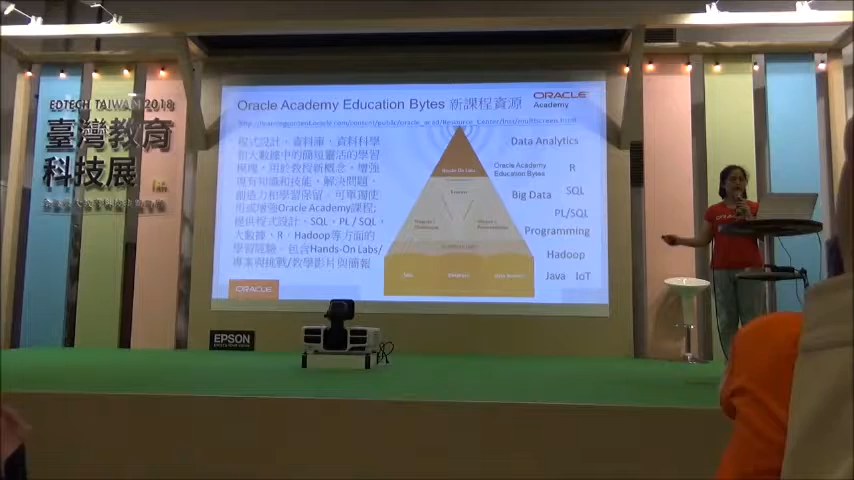 EDTECH TAIWAN 2018
臺灣教育
科技展
Oracle Academy Education Bytes 新課程資源
ORACLE
Academy
程式設計、資料庫、資料科學
和大數據中的簡短靈活的學習
模塊，用於教授新概念，增強
現有知識和技能，解決問題，
創造力和學習保留。可單獨使
用或增強Oracle Academy課程;
提供程式設計、SQL，PL / SQL，
大數據，R，Hadoop等方面的
學習體驗。包含Hands-On Labs/
專案與挑戰/教學影片與簡報
Data Analytics
Oracle Academy
Education Bytes
R
Big Data
SQL
PL/SQL
Programming
Hadoop
Java IoT
ORACLE
EPSON